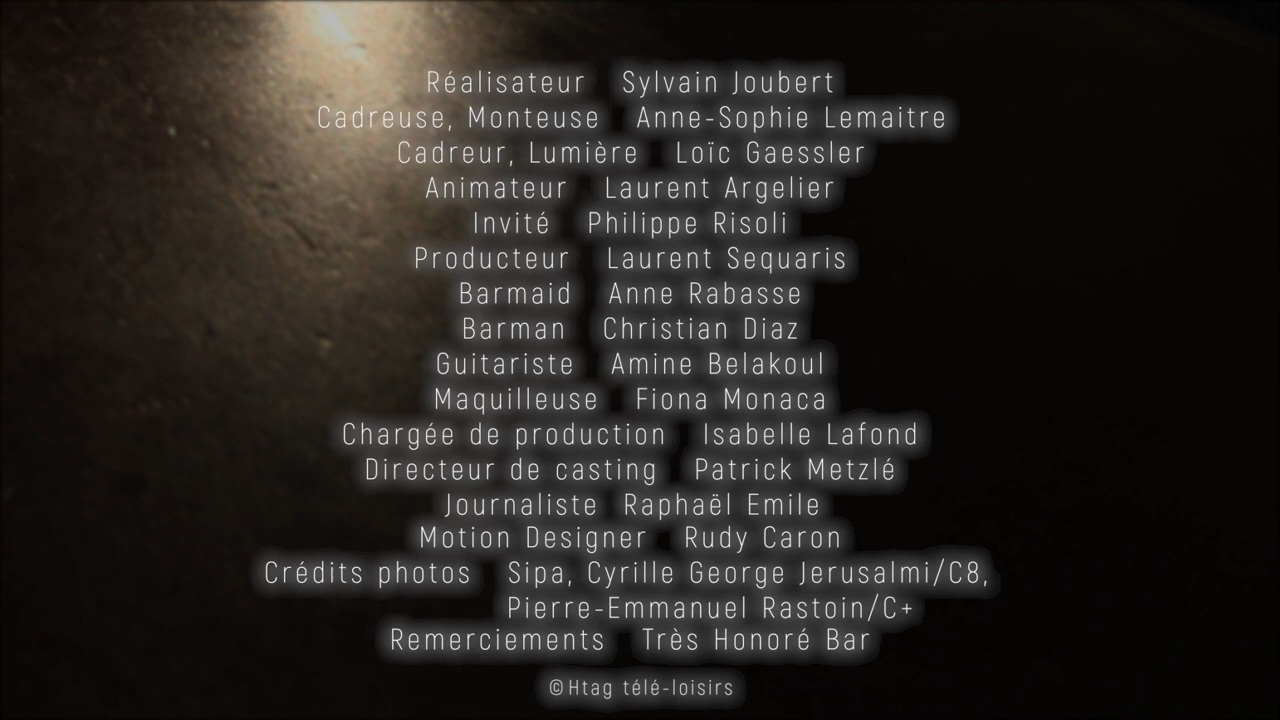 Réalisateur Sylvain Joubert
Cadreuse, Monteuse Anne-Sophie Lemaitre
Cadreur, Lumière Loïc Gaessler
Animateur Laurent Argelier
Invité Philippe Risoli
Producteur Laurent Sequaris
Barmaid Anne Rabasse
Barman Christian Diaz
Guitariste Amine Belakoul
Maquilleuse Fiona Monaca
Chargée de production Isabelle Lafond
Directeur de casting Patrick Metzlé
Journaliste Raphaël Emile
Motion Designer Rudy Caron
Crédits photos Sipa, Cyrille George Jerusalmi/C8,
Pierre-Emmanuel Rastoin/C+
Remerciements Très Honoré Bar
©Htag télé-loisirs